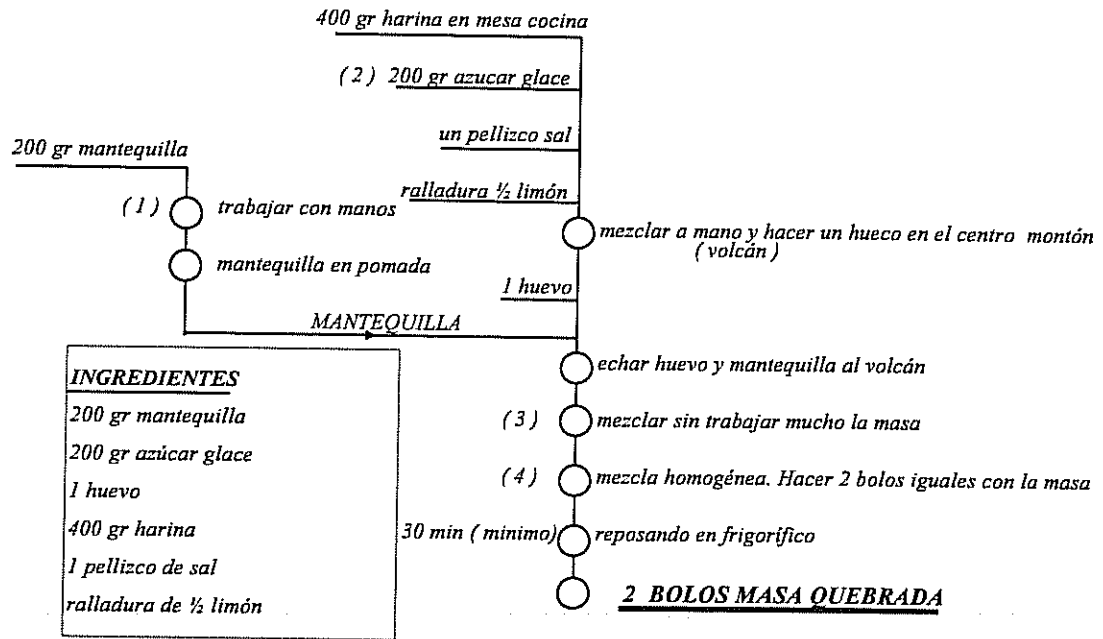 400 gr harina en mesa cocina
( 2 ) 200 gr azucar glace
un pellizco sal
200 gr mantequilla
ralladura ½ limón
( 1 ) trabajar con manos
mezclar a mano y hacer un hueco en el centro montón
( volcán )
mantequilla en pomada
1 huevo
MANTEQUILLA
echar huevo y mantequilla al volcán
( 3 ) mezclar sin trabajar mucho la masa
( 4 ) mezcla homogénea. Hacer 2 bolos iguales con la masa
30 min ( minimo) reposando en frigorífico
2 BOLOS MASA QUEBRADA
INGREDIENTES
200 gr mantequilla
200 gr azúcar glace
1 huevo
400 gr harina
1 pellizco de sal
ralladura de ½ limón